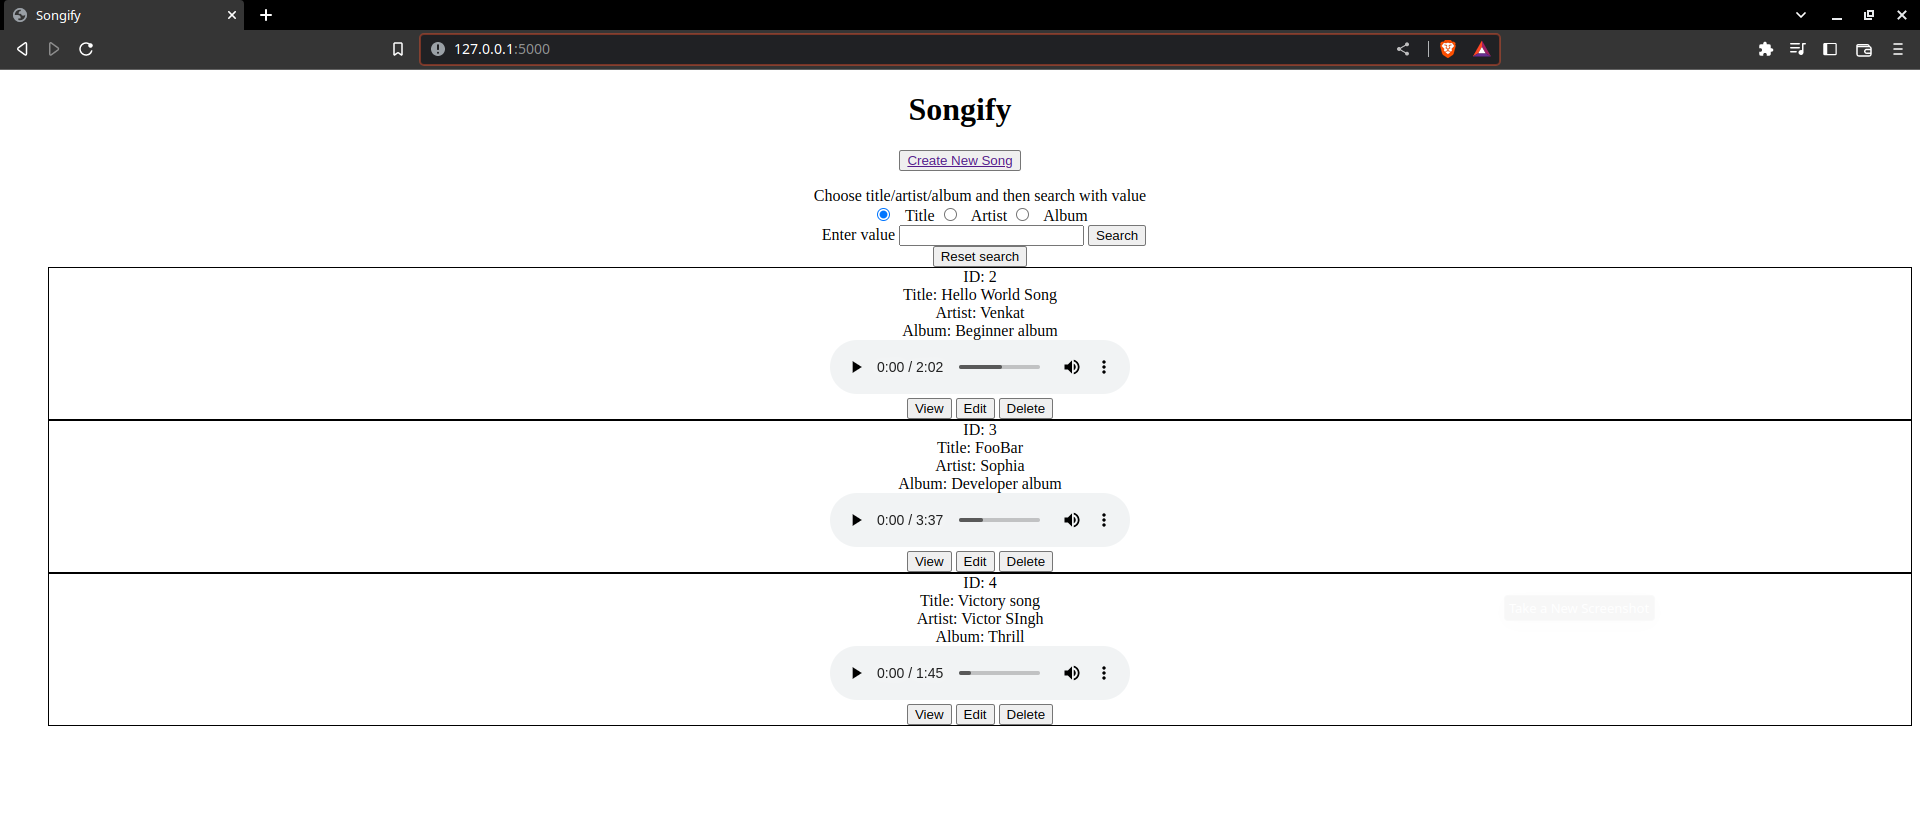 Songify
127.0.0.1:5000
Songify
Create New Song
Choose title/artist/album and then search with value
Title Artist Album
Enter value Search
Reset search
ID: 2
Title: Hello World Song
Artist: Venkat
Album: Beginner album
0:00 / 2:02
View Edit Delete
ID: 3
Title: FooBar
Artist: Sophia
Album: Developer album
0:00 / 3:37
View Edit Delete
ID: 4
Title: Victory song
Take a New Screenshot
Artist: Victor SIngh
Album: Thrill
0:00 / 1:45
View Edit Delete